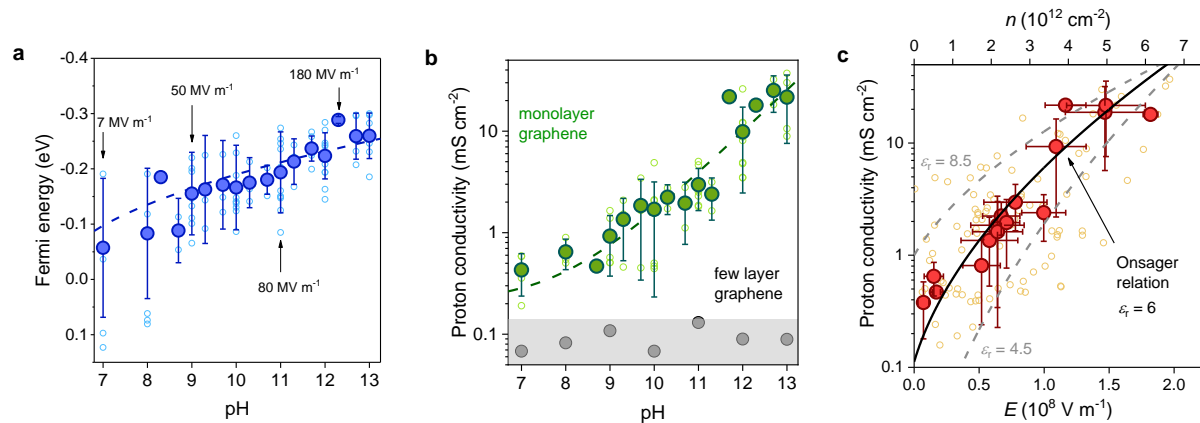 a
-0.4
-0.3
-0.2
-0.1
0.0
0.1
Fermi energy (eV)
7 MV m⁻¹
50 MV m⁻¹
180 MV m⁻¹
80 MV m⁻¹
7 8 9 10 11 12 13
pH
b
10
1
0.1
Proton conductivity (mS cm⁻²)
monolayer
graphene
few layer
graphene
7 8 9 10 11 12 13
pH
c
n (10¹² cm⁻²)
0 1 2 3 4 5 6 7
10
1
0.1
Proton conductivity (mS cm⁻²)
εᵣ 8.5
Onsager
relation
εᵣ = 6
εᵣ = 4.5
0.0 0.5 1.0 1.5 2.0
E (10⁸ V m⁻¹)